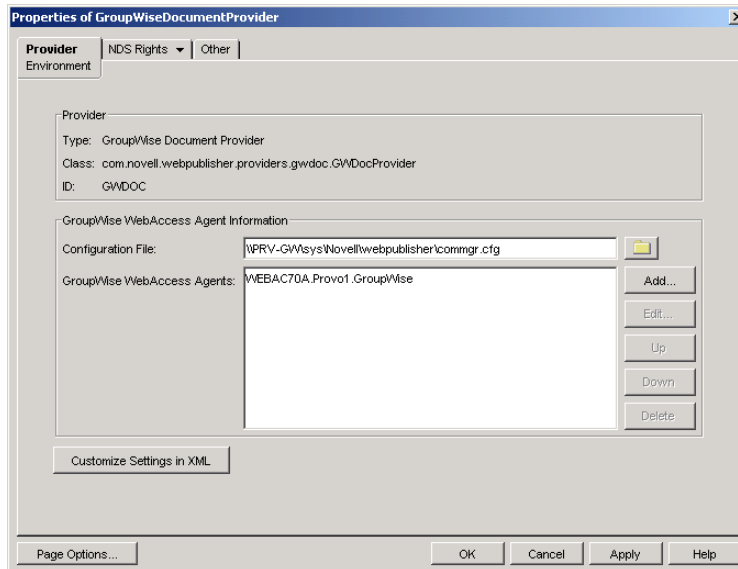 Properties of GroupWiseDocumentProvider
Provider NDS Rights Other
Environment
Provider
Type: GroupWise Document Provider
Class: com.novell.webpublisher.providers.gwdoc.GWDocProvider
ID: GWDOC
GroupWise WebAccess Agent Information
Configuration File: \\PRV-GW\sys\Novell\webpublisher\commgr.cfg
GroupWise WebAccess Agents: WEBAC70A.Provo1.GroupWise
Add...
Edit...
Up
Down
Delete
Customize Settings in XML
Page Options... OK Cancel Apply Help